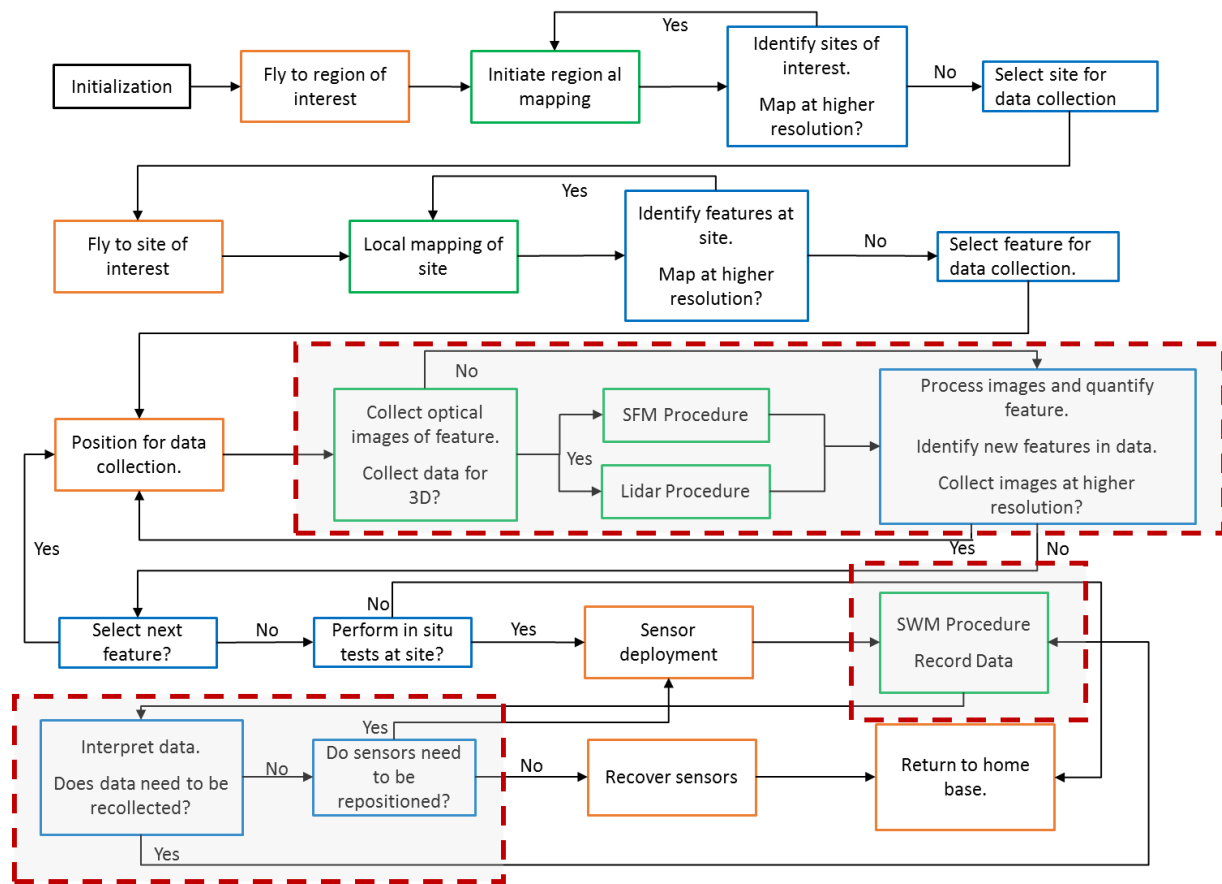 Yes
Initialization
Fly to region of
interest
Initiate region al
mapping
Identify sites of
interest.
Map at higher
resolution?
No
Select site for
data collection
Yes
Fly to site of
interest
Local mapping of
site
Identify features at
site.
Map at higher
resolution?
No
Select feature for
data collection.
No
Position for data
collection.
Collect optical
images of feature.
Collect data for
3D?
Yes
SFM Procedure
Lidar Procedure
Process images and quantify
feature.
Identify new features in data.
Collect images at higher
resolution?
Yes
Yes
No
No
Select next
feature?
No
Perform in situ
tests at site?
Yes
Sensor
deployment
SWM Procedure
Record Data
Interpret data.
Does data need to be
recollected?
No
Yes
Do sensors need
to be
repositioned?
No
Recover sensors
Return to home
base.
Yes